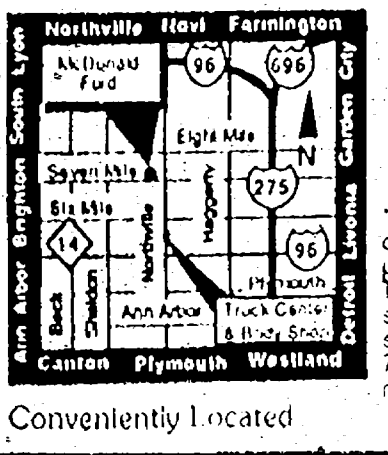 Northville Novi Farmington
Ann Arbor Brighton South Lyon
McDonald
Ford
96
696
Garden City
Eight Mile
N
Seven Mile
Six Mile
275
Haggerty
Northville
14
96
Livonia
Beck
Sheldon
Plymouth
Ann Arbor
Truck Center
& Body Shop
Detroit
Canton Plymouth Westland
Conveniently Located